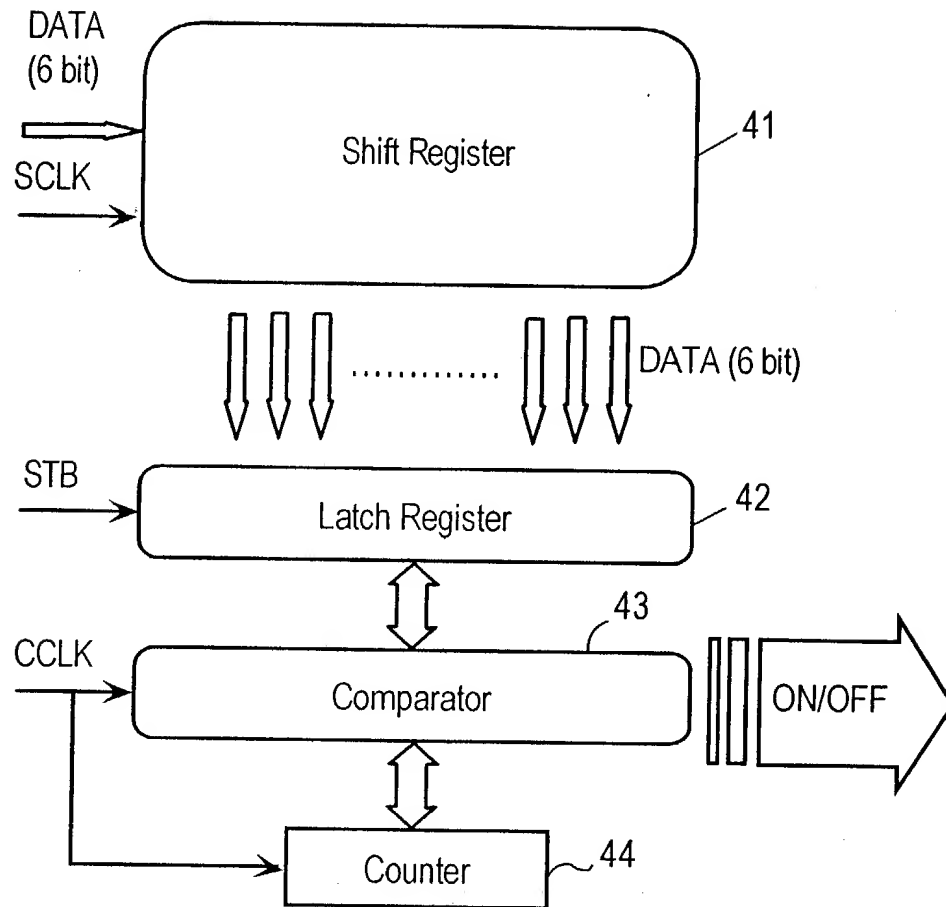 DATA
(6 bit)
Shift Register
41
SCLK
DATA (6 bit)
STB
Latch Register
42
43
CCLK
Comparator
ON/OFF
Counter
44